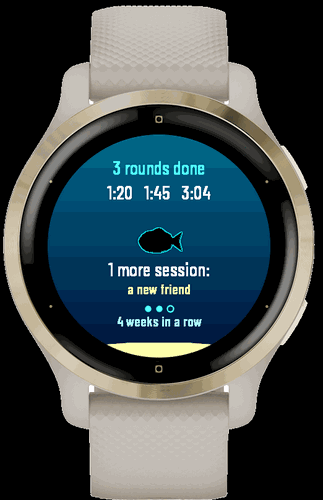 3 rounds done
1:20 1:45 3:04
1 more session:
a new friend
4 weeks in a row